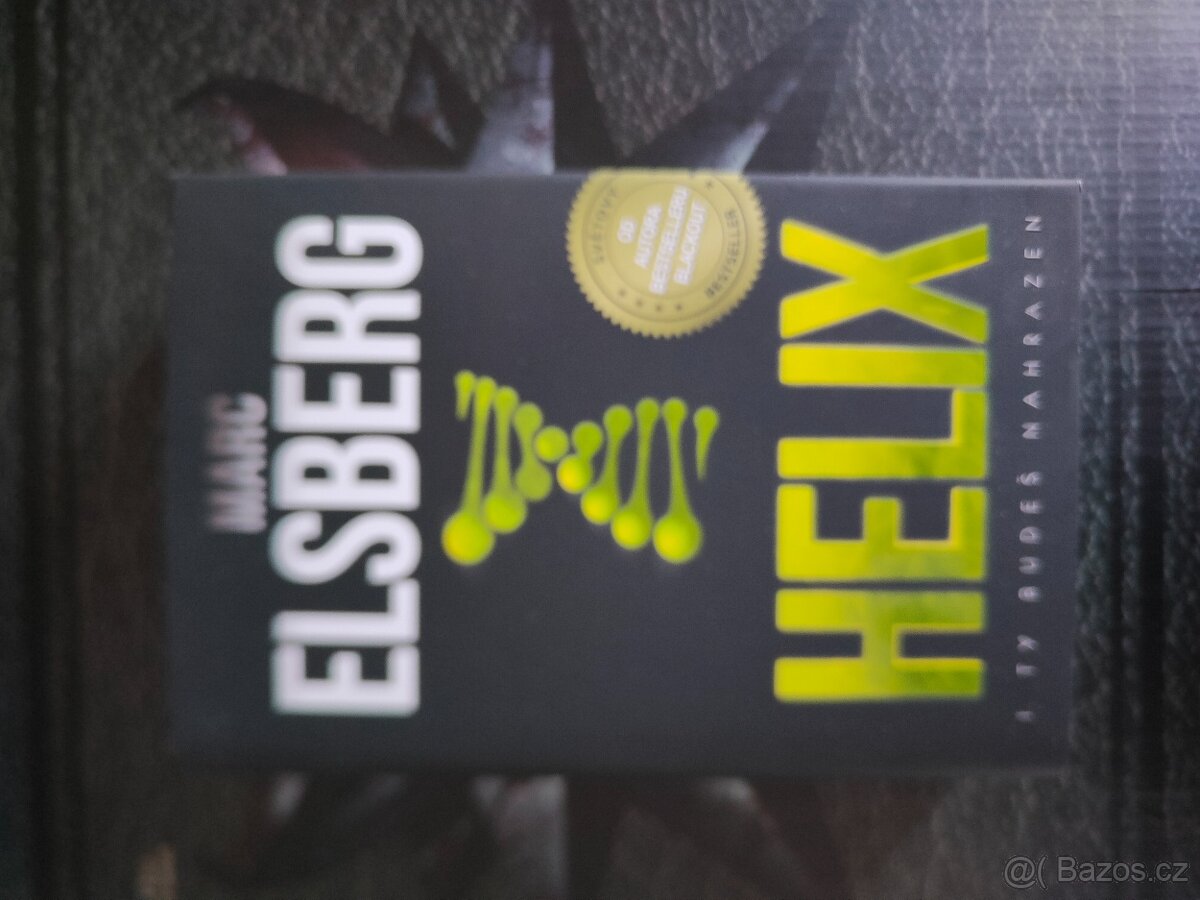 MARC
ELSBERG
SVĚTOVÝ
OD
AUTORA
BESTSELLERU
BLACKOUT
BESTSELLER
HELIX
I TY BUDEŠ NAHRAZEN
@( Bazos.cz